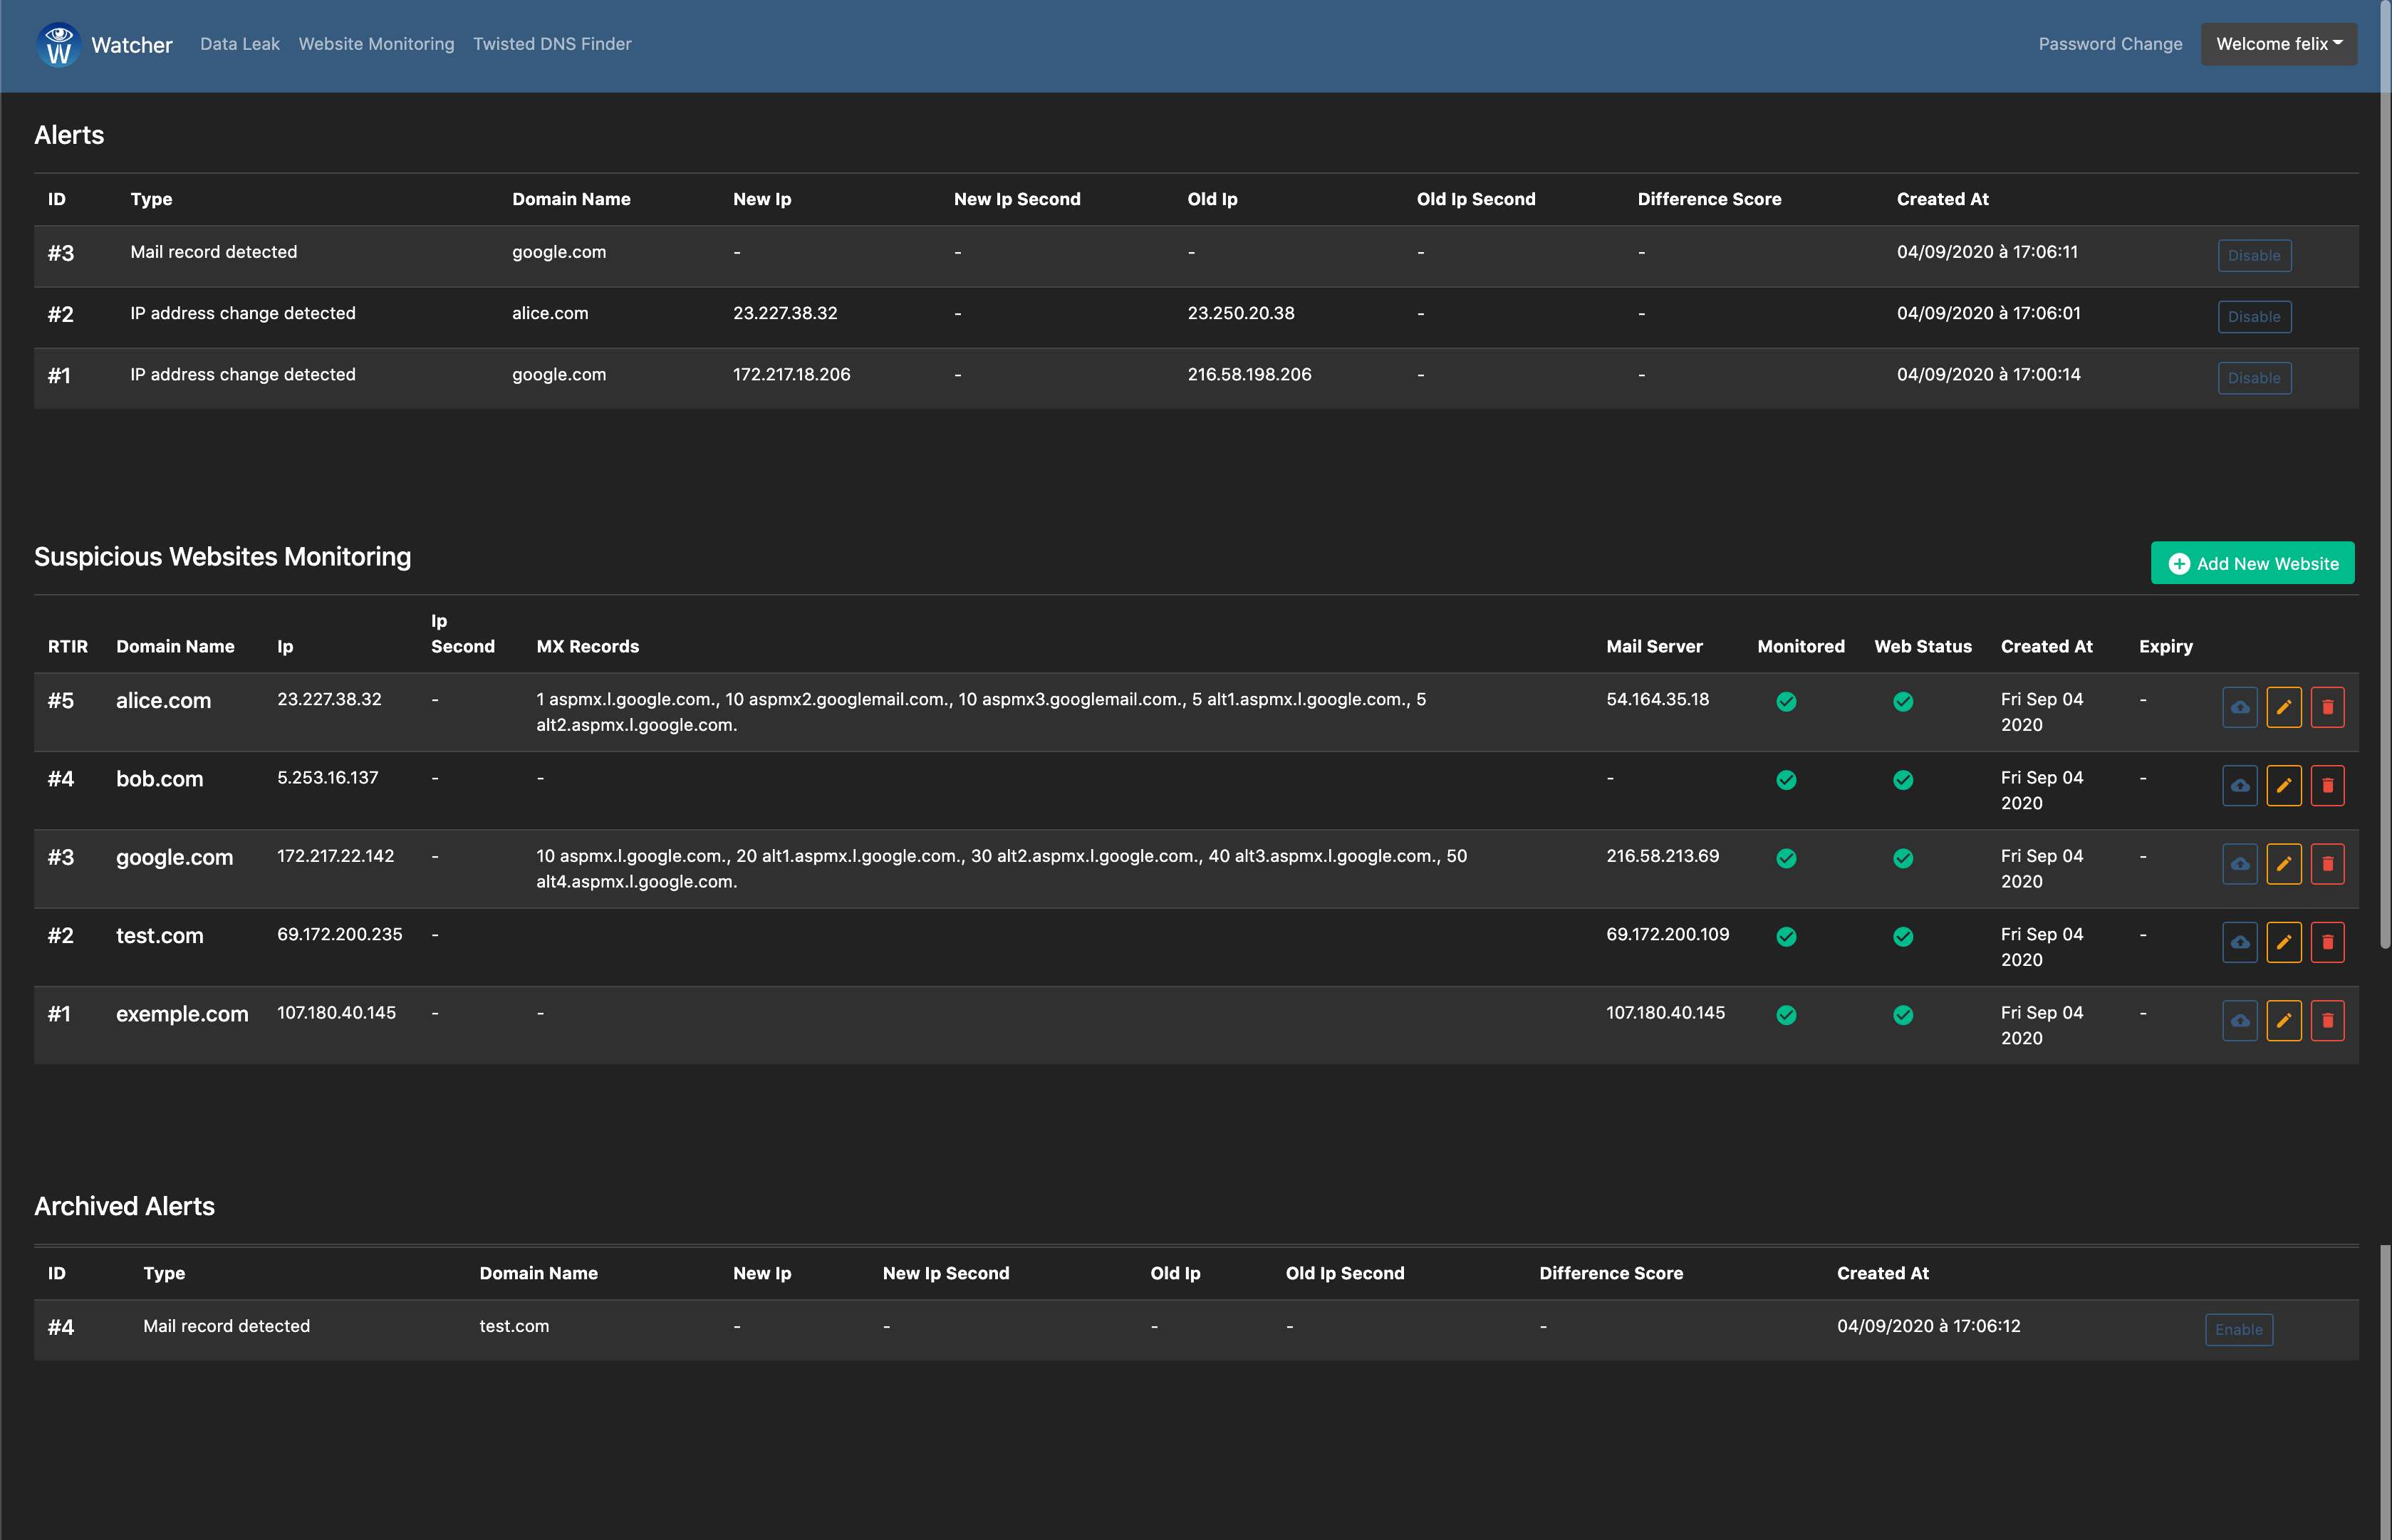 Watcher Data Leak Website Monitoring Twisted DNS Finder Password Change Welcome felix
Alerts
ID Type Domain Name New Ip New Ip Second Old Ip Old Ip Second Difference Score Created At
#3 Mail record detected google.com - - - - - 04/09/2020 à 17:06:11 Disable
#2 IP address change detected alice.com 23.227.38.32 - 23.250.20.38 - - 04/09/2020 à 17:06:01 Disable
#1 IP address change detected google.com 172.217.18.206 - 216.58.198.206 - - 04/09/2020 à 17:00:14 Disable
Suspicious Websites Monitoring Add New Website
Ip
RTIR Domain Name Ip Second MX Records Mail Server Monitored Web Status Created At Expiry
#5 alice.com 23.227.38.32 - 1 aspmx.l.google.com., 10 aspmx2.googlemail.com., 10 aspmx3.googlemail.com., 5 alt1.aspmx.l.google.com., 5 54.164.35.18 Fri Sep 04 -
alt2.aspmx.l.google.com. 2020
#4 bob.com 5.253.16.137 - - - Fri Sep 04 -
2020
#3 google.com 172.217.22.142 - 10 aspmx.l.google.com., 20 alt1.aspmx.l.google.com., 30 alt2.aspmx.l.google.com., 40 alt3.aspmx.l.google.com., 50 216.58.213.69 Fri Sep 04 -
alt4.aspmx.l.google.com. 2020
#2 test.com 69.172.200.235 - 69.172.200.109 Fri Sep 04 -
2020
#1 exemple.com 107.180.40.145 - - 107.180.40.145 Fri Sep 04 -
2020
Archived Alerts
ID Type Domain Name New Ip New Ip Second Old Ip Old Ip Second Difference Score Created At
#4 Mail record detected test.com - - - - - 04/09/2020 à 17:06:12 Enable